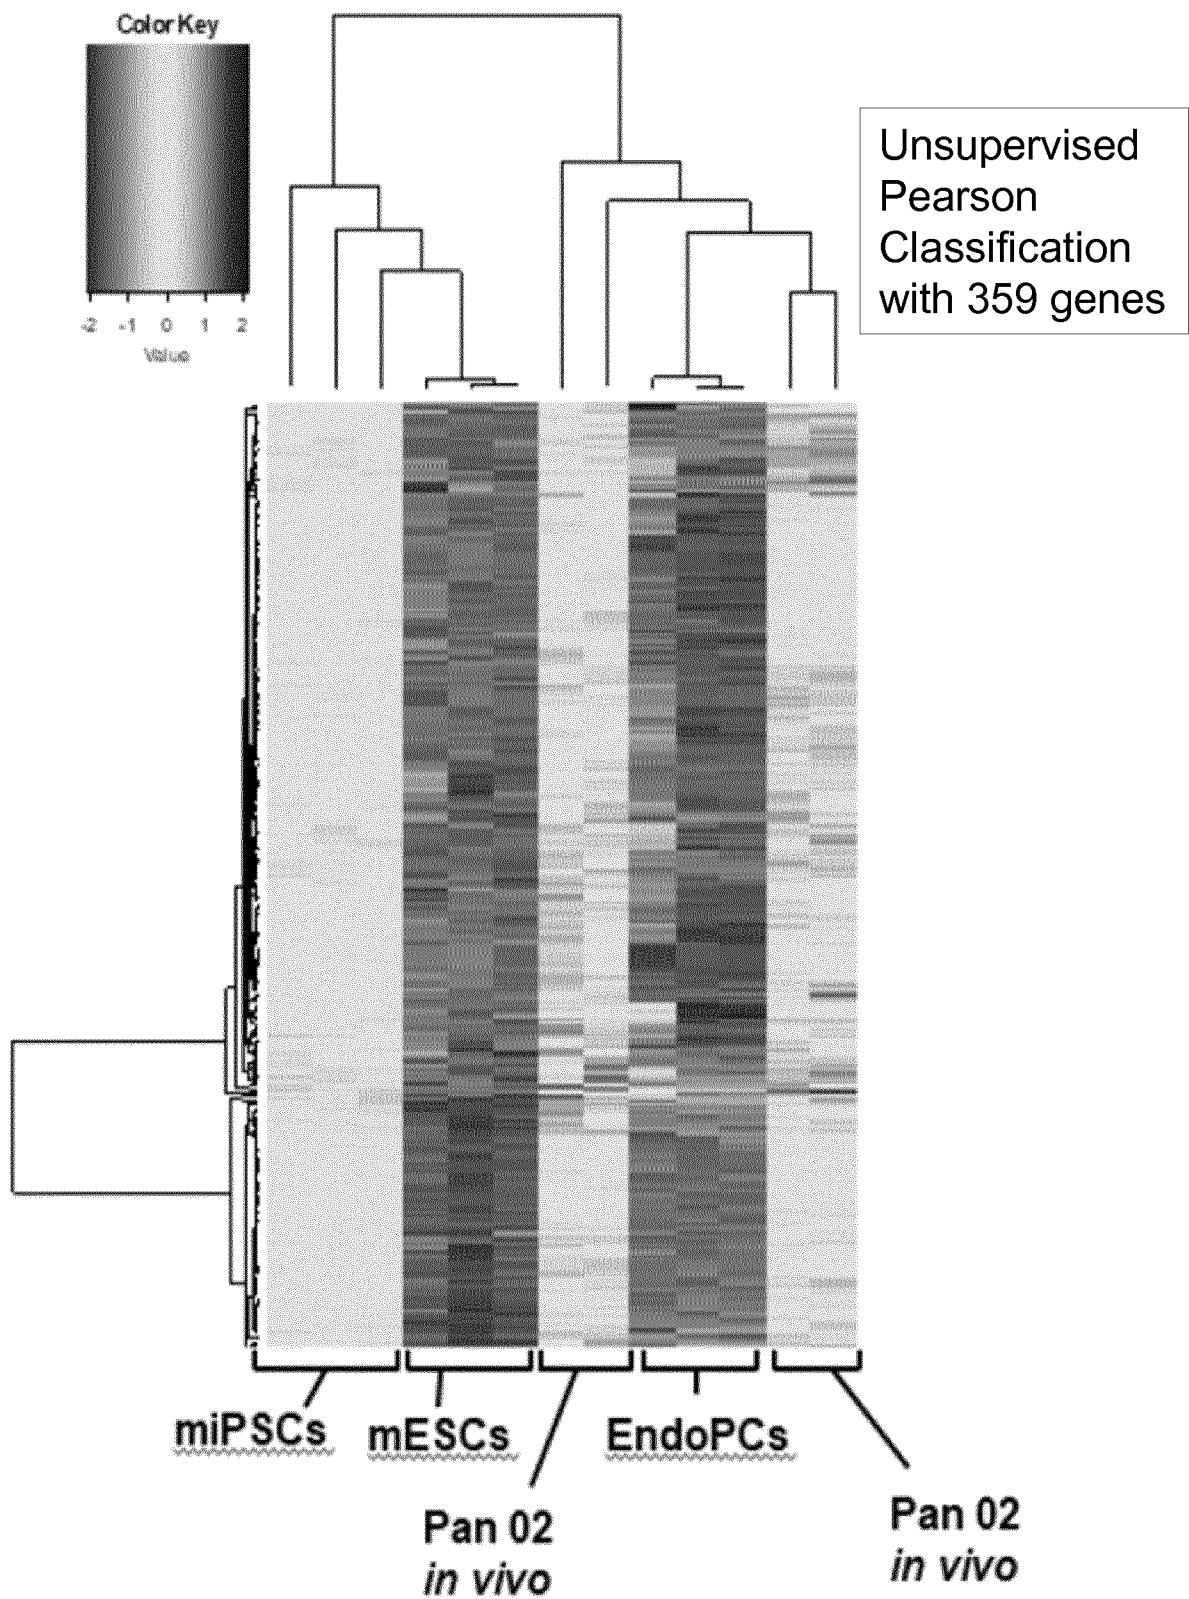 Color Key
-2 -1 0 1 2
Value
Unsupervised
Pearson
Classification
with 359 genes
miPSCs
mESCs
EndoPCs
Pan 02
in vivo
Pan 02
in vivo